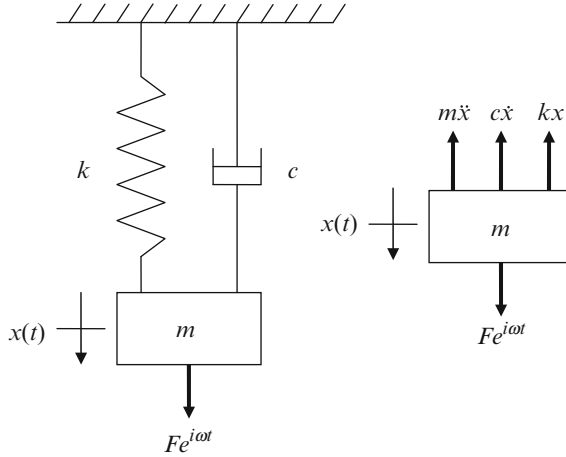 k
c
x(t)
m
Fe^{iωt}
mẍ
cẋ
kx
x(t)
m
Fe^{iωt}